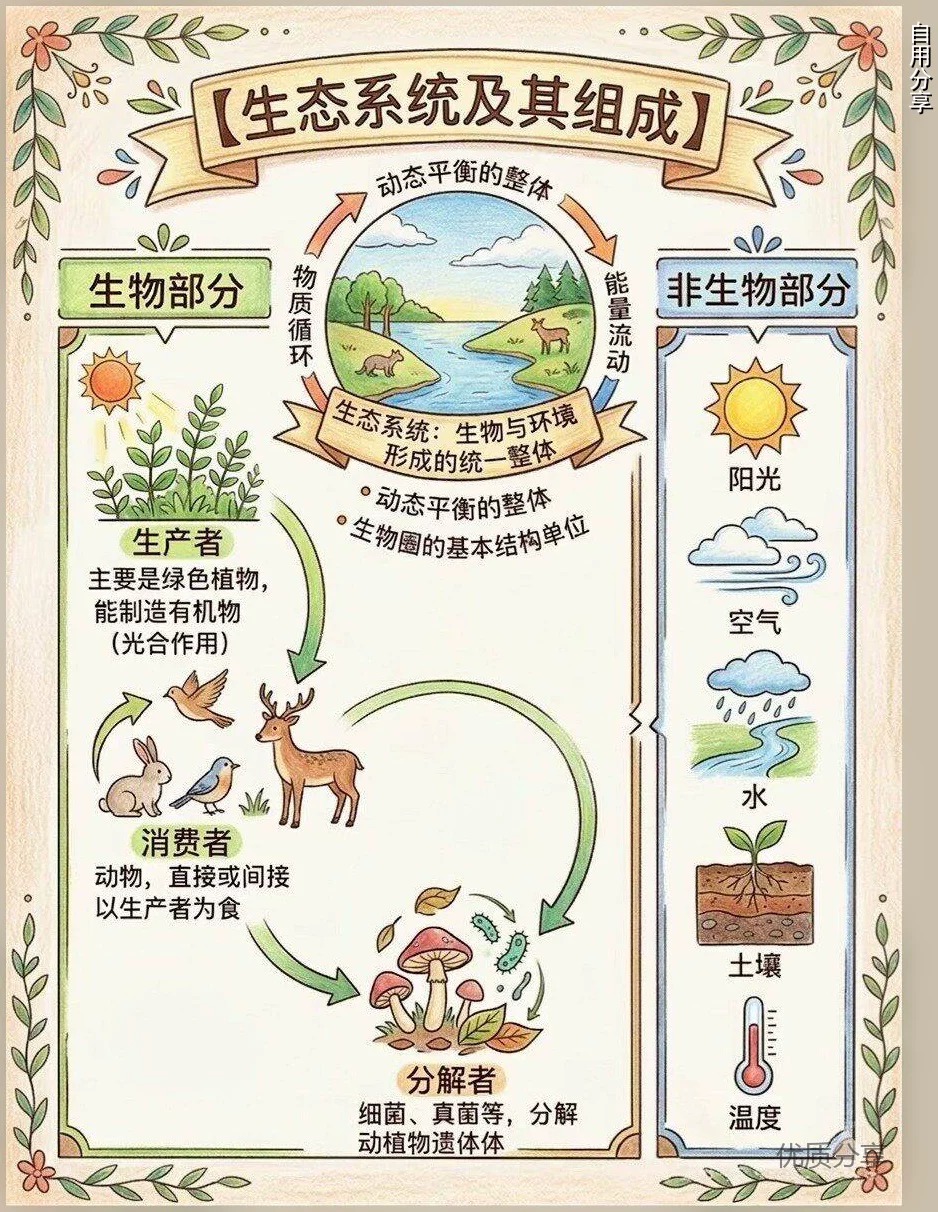 【生态系统及其组成】
自用分享
动态平衡的整体
物质循环
能量流动
生态系统：生物与环境
形成的统一整体
•动态平衡的整体
•生物圈的基本结构单位
生物部分
生产者
主要是绿色植物，
能制造有机物
（光合作用）
消费者
动物，直接或间接
以生产者为食
分解者
细菌、真菌等，分解
动植物遗体体
非生物部分
阳光
空气
水
土壤
温度
优质分享